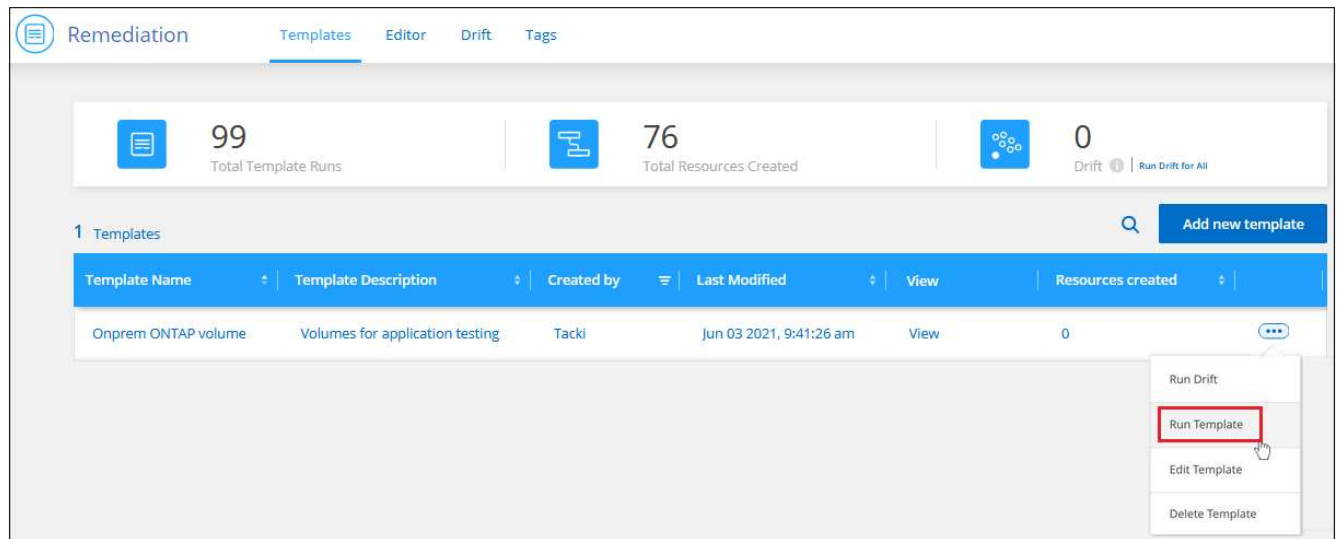 Remediation Templates Editor Drift Tags
99 76 0
Total Template Runs Total Resources Created Drift Run Drift for All
1 Templates Add new template
Template Name Template Description Created by Last Modified View Resources created
Onprem ONTAP volume Volumes for application testing Tacki Jun 03 2021, 9:41:26 am View 0
Run Drift
Run Template
Edit Template
Delete Template